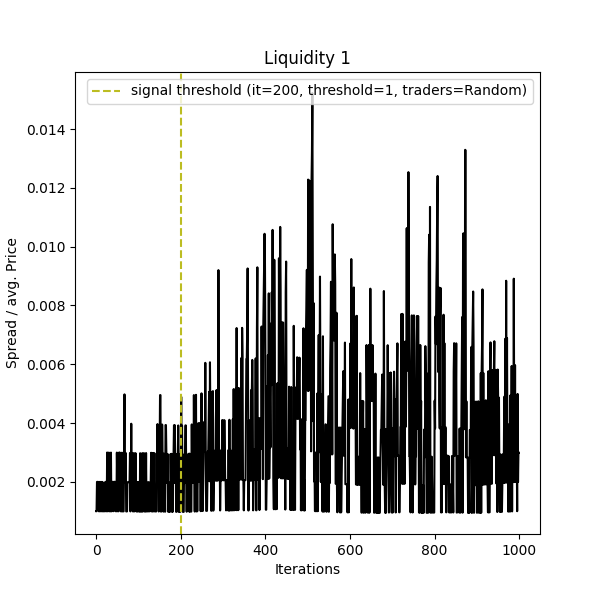 Liquidity 1
signal threshold (it=200, threshold=1, traders=Random)
0.014
0.012
0.010
0.008
0.006
0.004
0.002
Spread / avg. Price
0 200 400 600 800 1000
Iterations